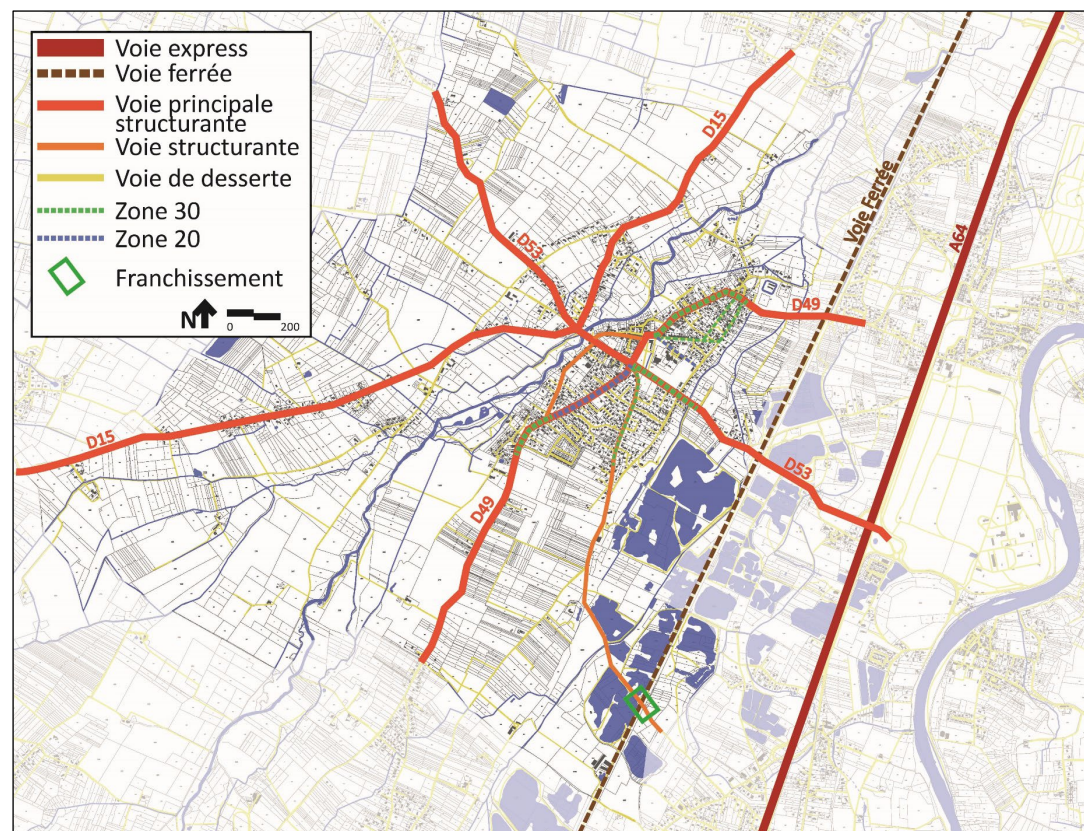 Voie express
Voie ferrée
Voie principale
structurante
Voie structurante
Voie de desserte
Zone 30
Zone 20
Franchissement
N
0 200
D15
D53
Voie Ferrée
A64
D49
D15
D53
D49